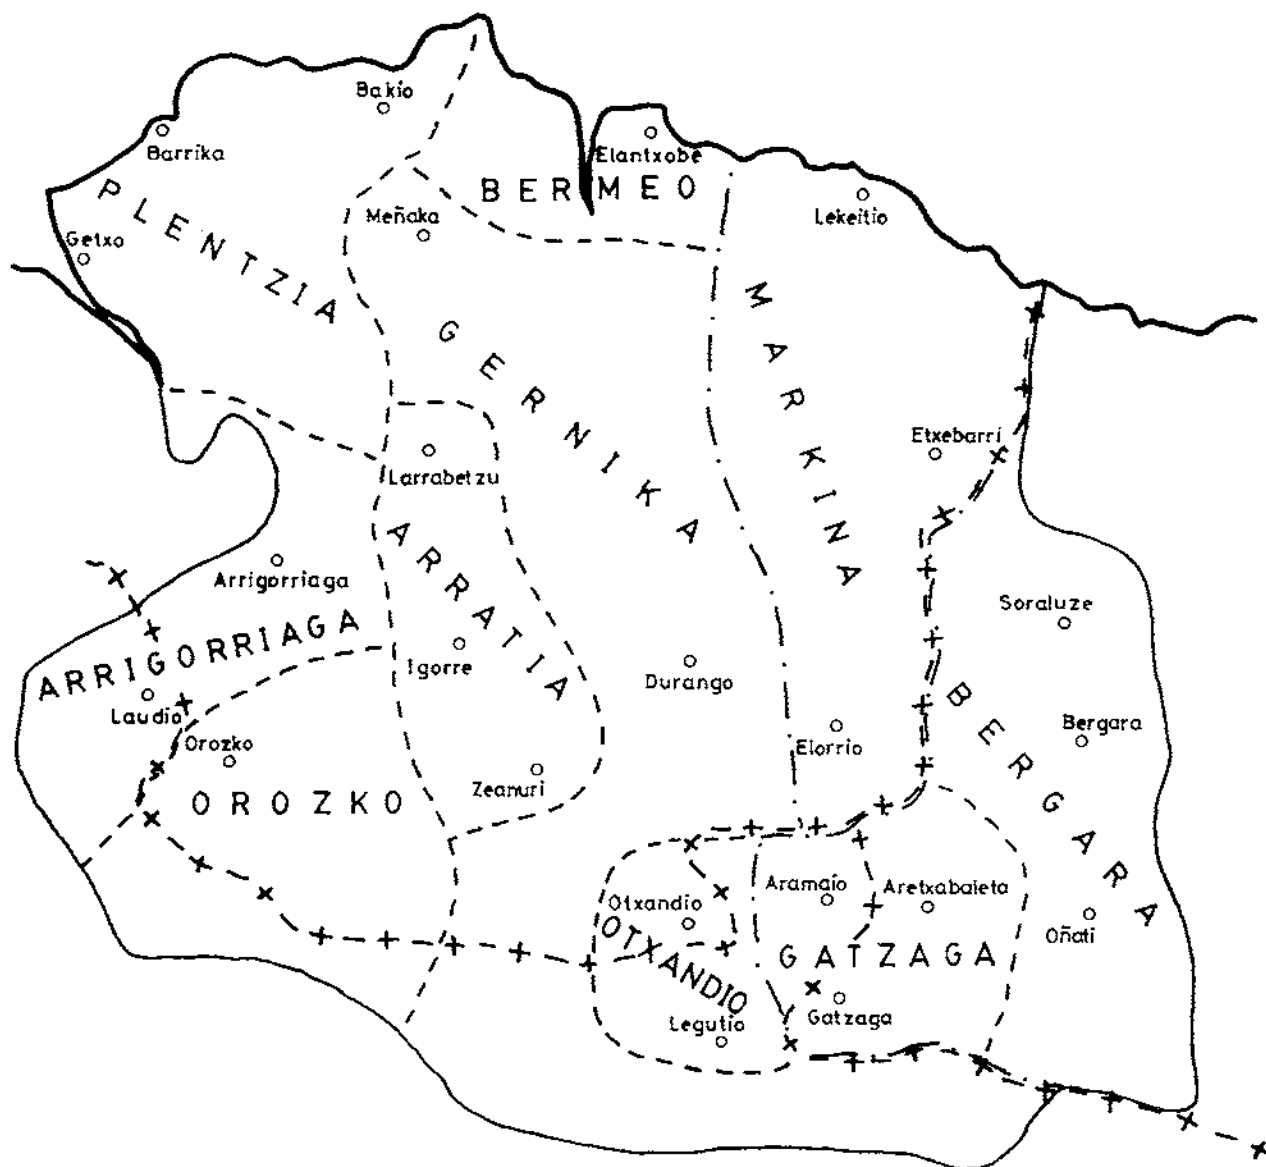 Bakio
Barrika
Elantxobe
BERMEO
PLENTZIA
Lekeitio
Meñaka
Getxo
MARKINA
GERNIKA
Etxebarri
Larrabetzu
ARRATIA
Arrigorriaga
Soraluze
ARRIGORRIAGA
Igorre
Durango
Laudio
BERGARA
Bergara
Orozko
Elorrio
Zeanuri
OROZKO
Aramaio
Aretxabaieta
Otxandio
Oñati
OTXANDIO
GATZAGA
Gatzaga
Legutio